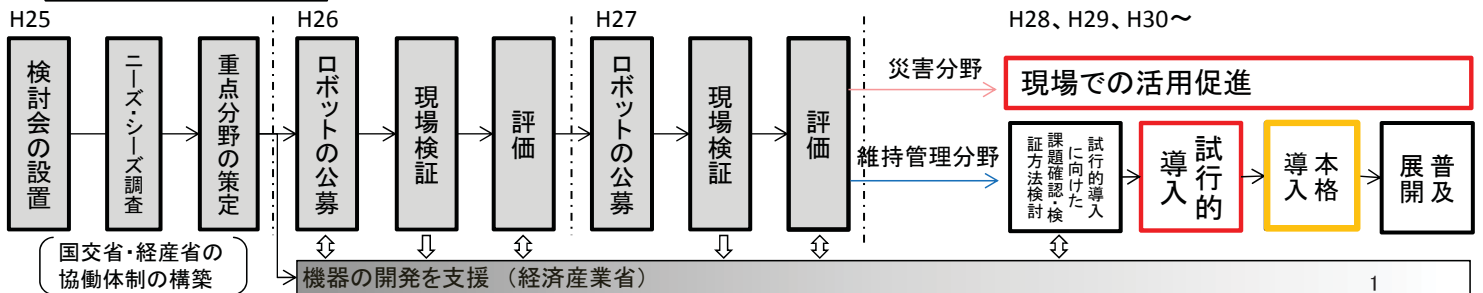 H25
H26
H27
H28、H29、H30～
検討会の設置
ニーズ・シーズ調査
重点分野の策定
ロボットの公募
現場検証
評価
ロボットの公募
現場検証
評価
災害分野
現場での活用促進
維持管理分野
試行的導入
に向けた
課題確認・検
証方法検討
試行的
導入
本格
導入
普及
展開
国交省・経産省の
協働体制の構築
機器の開発を支援 （経済産業省）
1